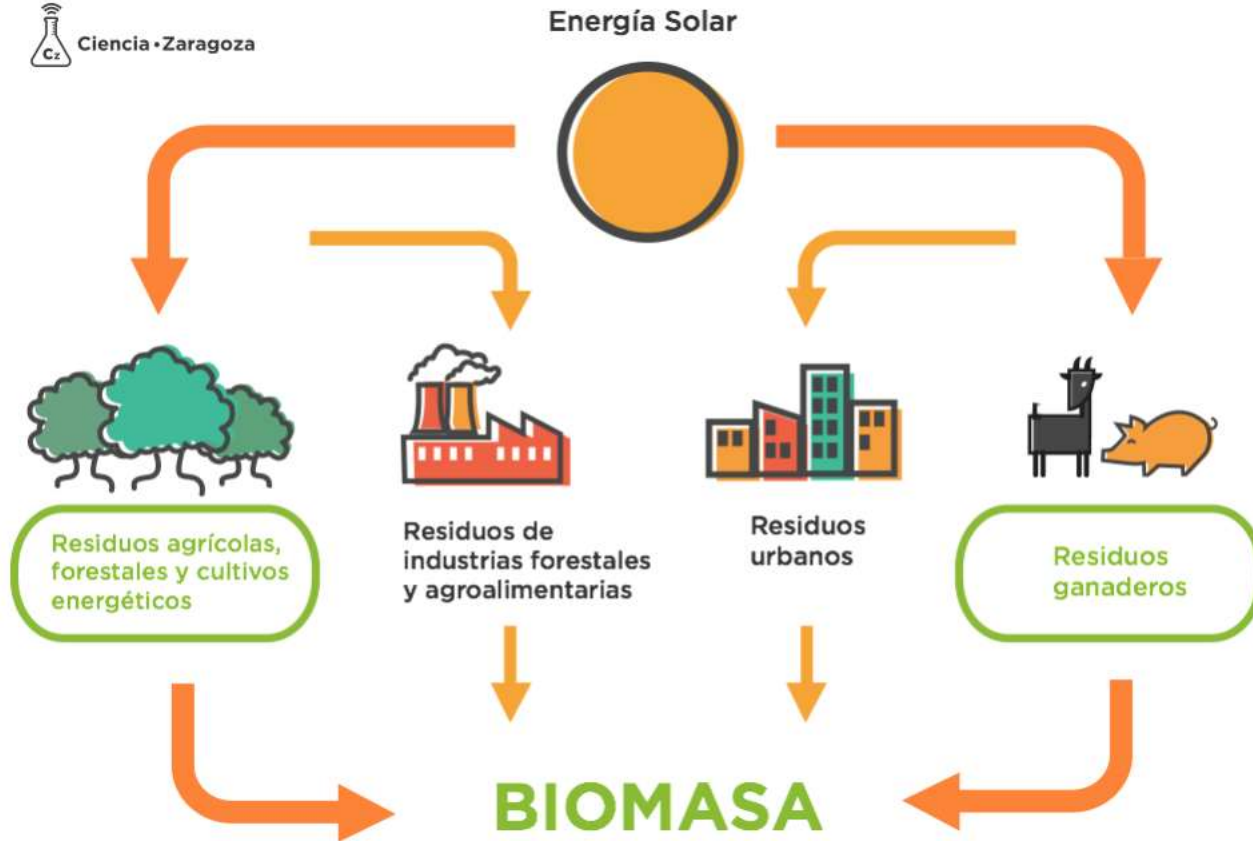 Cz
Ciencia•Zaragoza
Energía Solar
Residuos agrícolas,
forestales y cultivos
energéticos
Residuos de
industrias forestales
y agroalimentarias
Residuos
urbanos
Residuos
ganaderos
BIOMASA